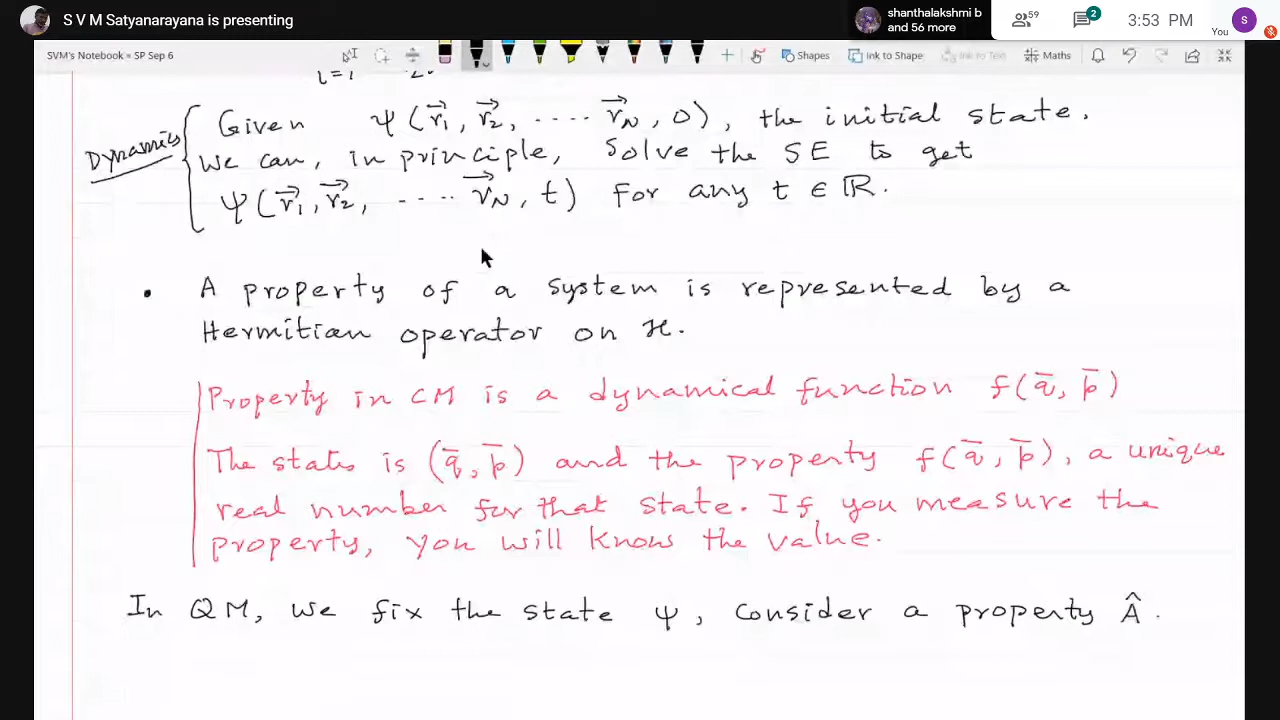 S V M Satyanarayana is presenting
shanthalakshmi b
and 56 more
59
2
3:53 PM
You
s
SVM's Notebook = SP Sep 6
Shapes
Ink to Shape
Ink to Text
Maths
i=1
Dynamics
Given ψ(r⃗1, r⃗2, .... r⃗N, 0), the initial state.
We can, in principle, Solve the SE to get
ψ(r⃗1, r⃗2, .... r⃗N, t) for any t ∈ ℝ.
• A property of a system is represented by a
Hermitian operator on ℋ.
Property in CM is a dynamical function f(q̄, p̄)
The state is (q̄, p̄) and the property f(q̄, p̄), a unique
real number for that state. If you measure the
property, you will know the value.
In QM, we fix the state ψ, Consider a property Â.